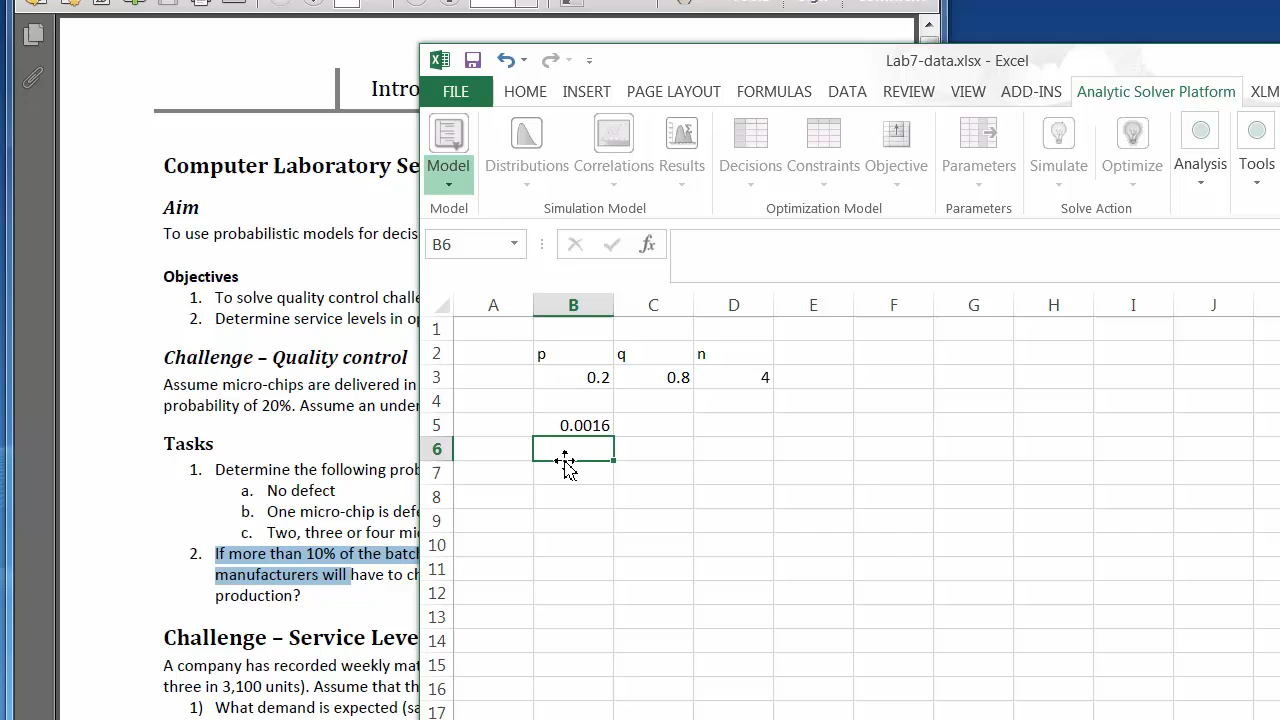 Intro
Computer Laboratory Se
Aim
To use probabilistic models for decis
Objectives
1. To solve quality control challe
2. Determine service levels in op
Challenge – Quality control
Assume micro-chips are delivered in
probability of 20%. Assume an under
Tasks
1. Determine the following prob
a. No defect
b. One micro-chip is defe
c. Two, three or four mi
2. If more than 10% of the batch
manufacturers will have to ch
production?
Challenge – Service Leve
A company has recorded weekly mat
three in 3,100 units). Assume that th
1) What demand is expected (sa
Lab7-data.xlsx - Excel
FILE HOME INSERT PAGE LAYOUT FORMULAS DATA REVIEW VIEW ADD-INS Analytic Solver Platform XLM
Model Distributions Correlations Results Decisions Constraints Objective Parameters Simulate Optimize Analysis Tools
Model Simulation Model Optimization Model Parameters Solve Action
B6 fx
A B C D E F G H I J
1
2 p q n
3 0.2 0.8 4
4
5 0.0016
6
7
8
9
10
11
12
13
14
15
16
17